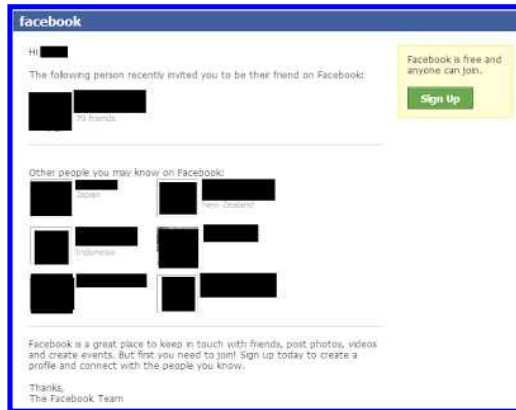 facebook
Hi
Facebook is free and
anyone can join.
Sign Up
The following person recently invited you to be their friend on Facebook:
79 friends
Other people you may know on Facebook:
Japan
New Zealand
Indonesia
Facebook is a great place to keep in touch with friends, post photos, videos
and create events. But first you need to join! Sign up today to create a
profile and connect with the people you know.
Thanks,
The Facebook Team